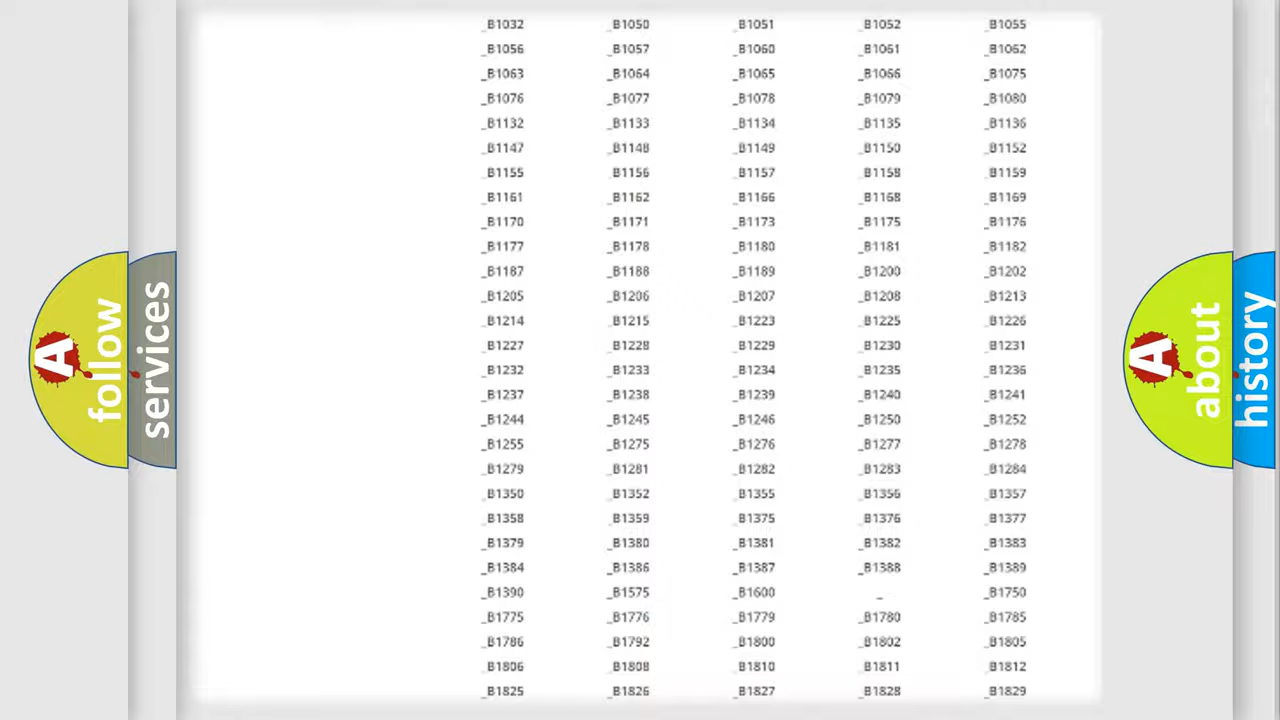 _B1032 _B1050 _B1051 _B1052 _B1055
_B1056 _B1057 _B1060 _B1061 _B1062
_B1063 _B1064 _B1065 _B1066 _B1075
_B1076 _B1077 _B1078 _B1079 _B1080
_B1132 _B1133 _B1134 _B1135 _B1136
_B1147 _B1148 _B1149 _B1150 _B1152
_B1155 _B1156 _B1157 _B1158 _B1159
_B1161 _B1162 _B1166 _B1168 _B1169
_B1170 _B1171 _B1173 _B1175 _B1176
_B1177 _B1178 _B1180 _B1181 _B1182
_B1187 _B1188 _B1189 _B1200 _B1202
_B1205 _B1206 _B1207 _B1208 _B1213
_B1214 _B1215 _B1223 _B1225 _B1226
_B1227 _B1228 _B1229 _B1230 _B1231
_B1232 _B1233 _B1234 _B1235 _B1236
_B1237 _B1238 _B1239 _B1240 _B1241
_B1244 _B1245 _B1246 _B1250 _B1252
_B1255 _B1275 _B1276 _B1277 _B1278
_B1279 _B1281 _B1282 _B1283 _B1284
_B1350 _B1352 _B1355 _B1356 _B1357
_B1358 _B1359 _B1375 _B1376 _B1377
_B1379 _B1380 _B1381 _B1382 _B1383
_B1384 _B1386 _B1387 _B1388 _B1389
_B1390 _B1575 _B1600 _ _B1750
_B1775 _B1776 _B1779 _B1780 _B1785
_B1786 _B1792 _B1800 _B1802 _B1805
_B1806 _B1808 _B1810 _B1811 _B1812
_B1825 _B1826 _B1827 _B1828 _B1829
A
follow
services
A
about
history